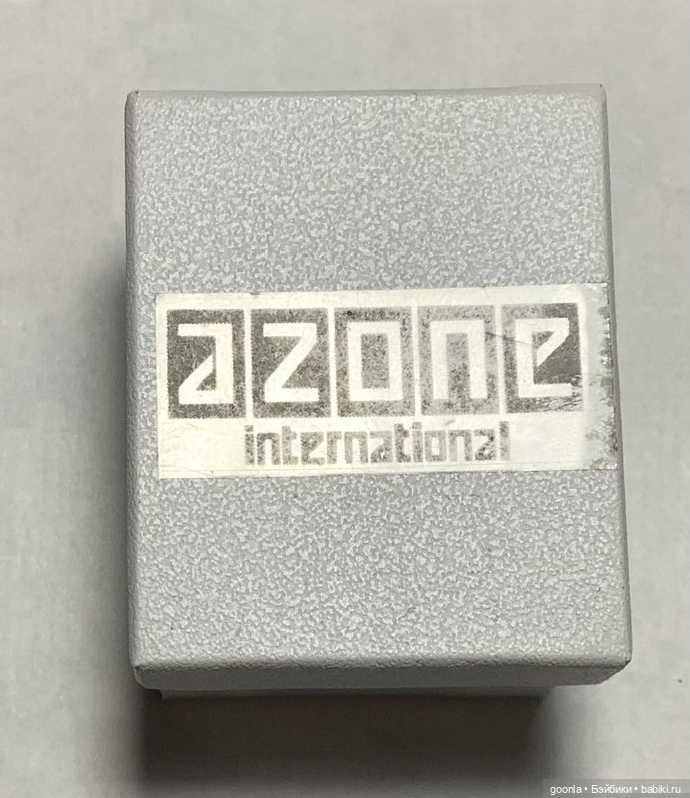 azone
international
goonla • Бэйбики • babiki.ru